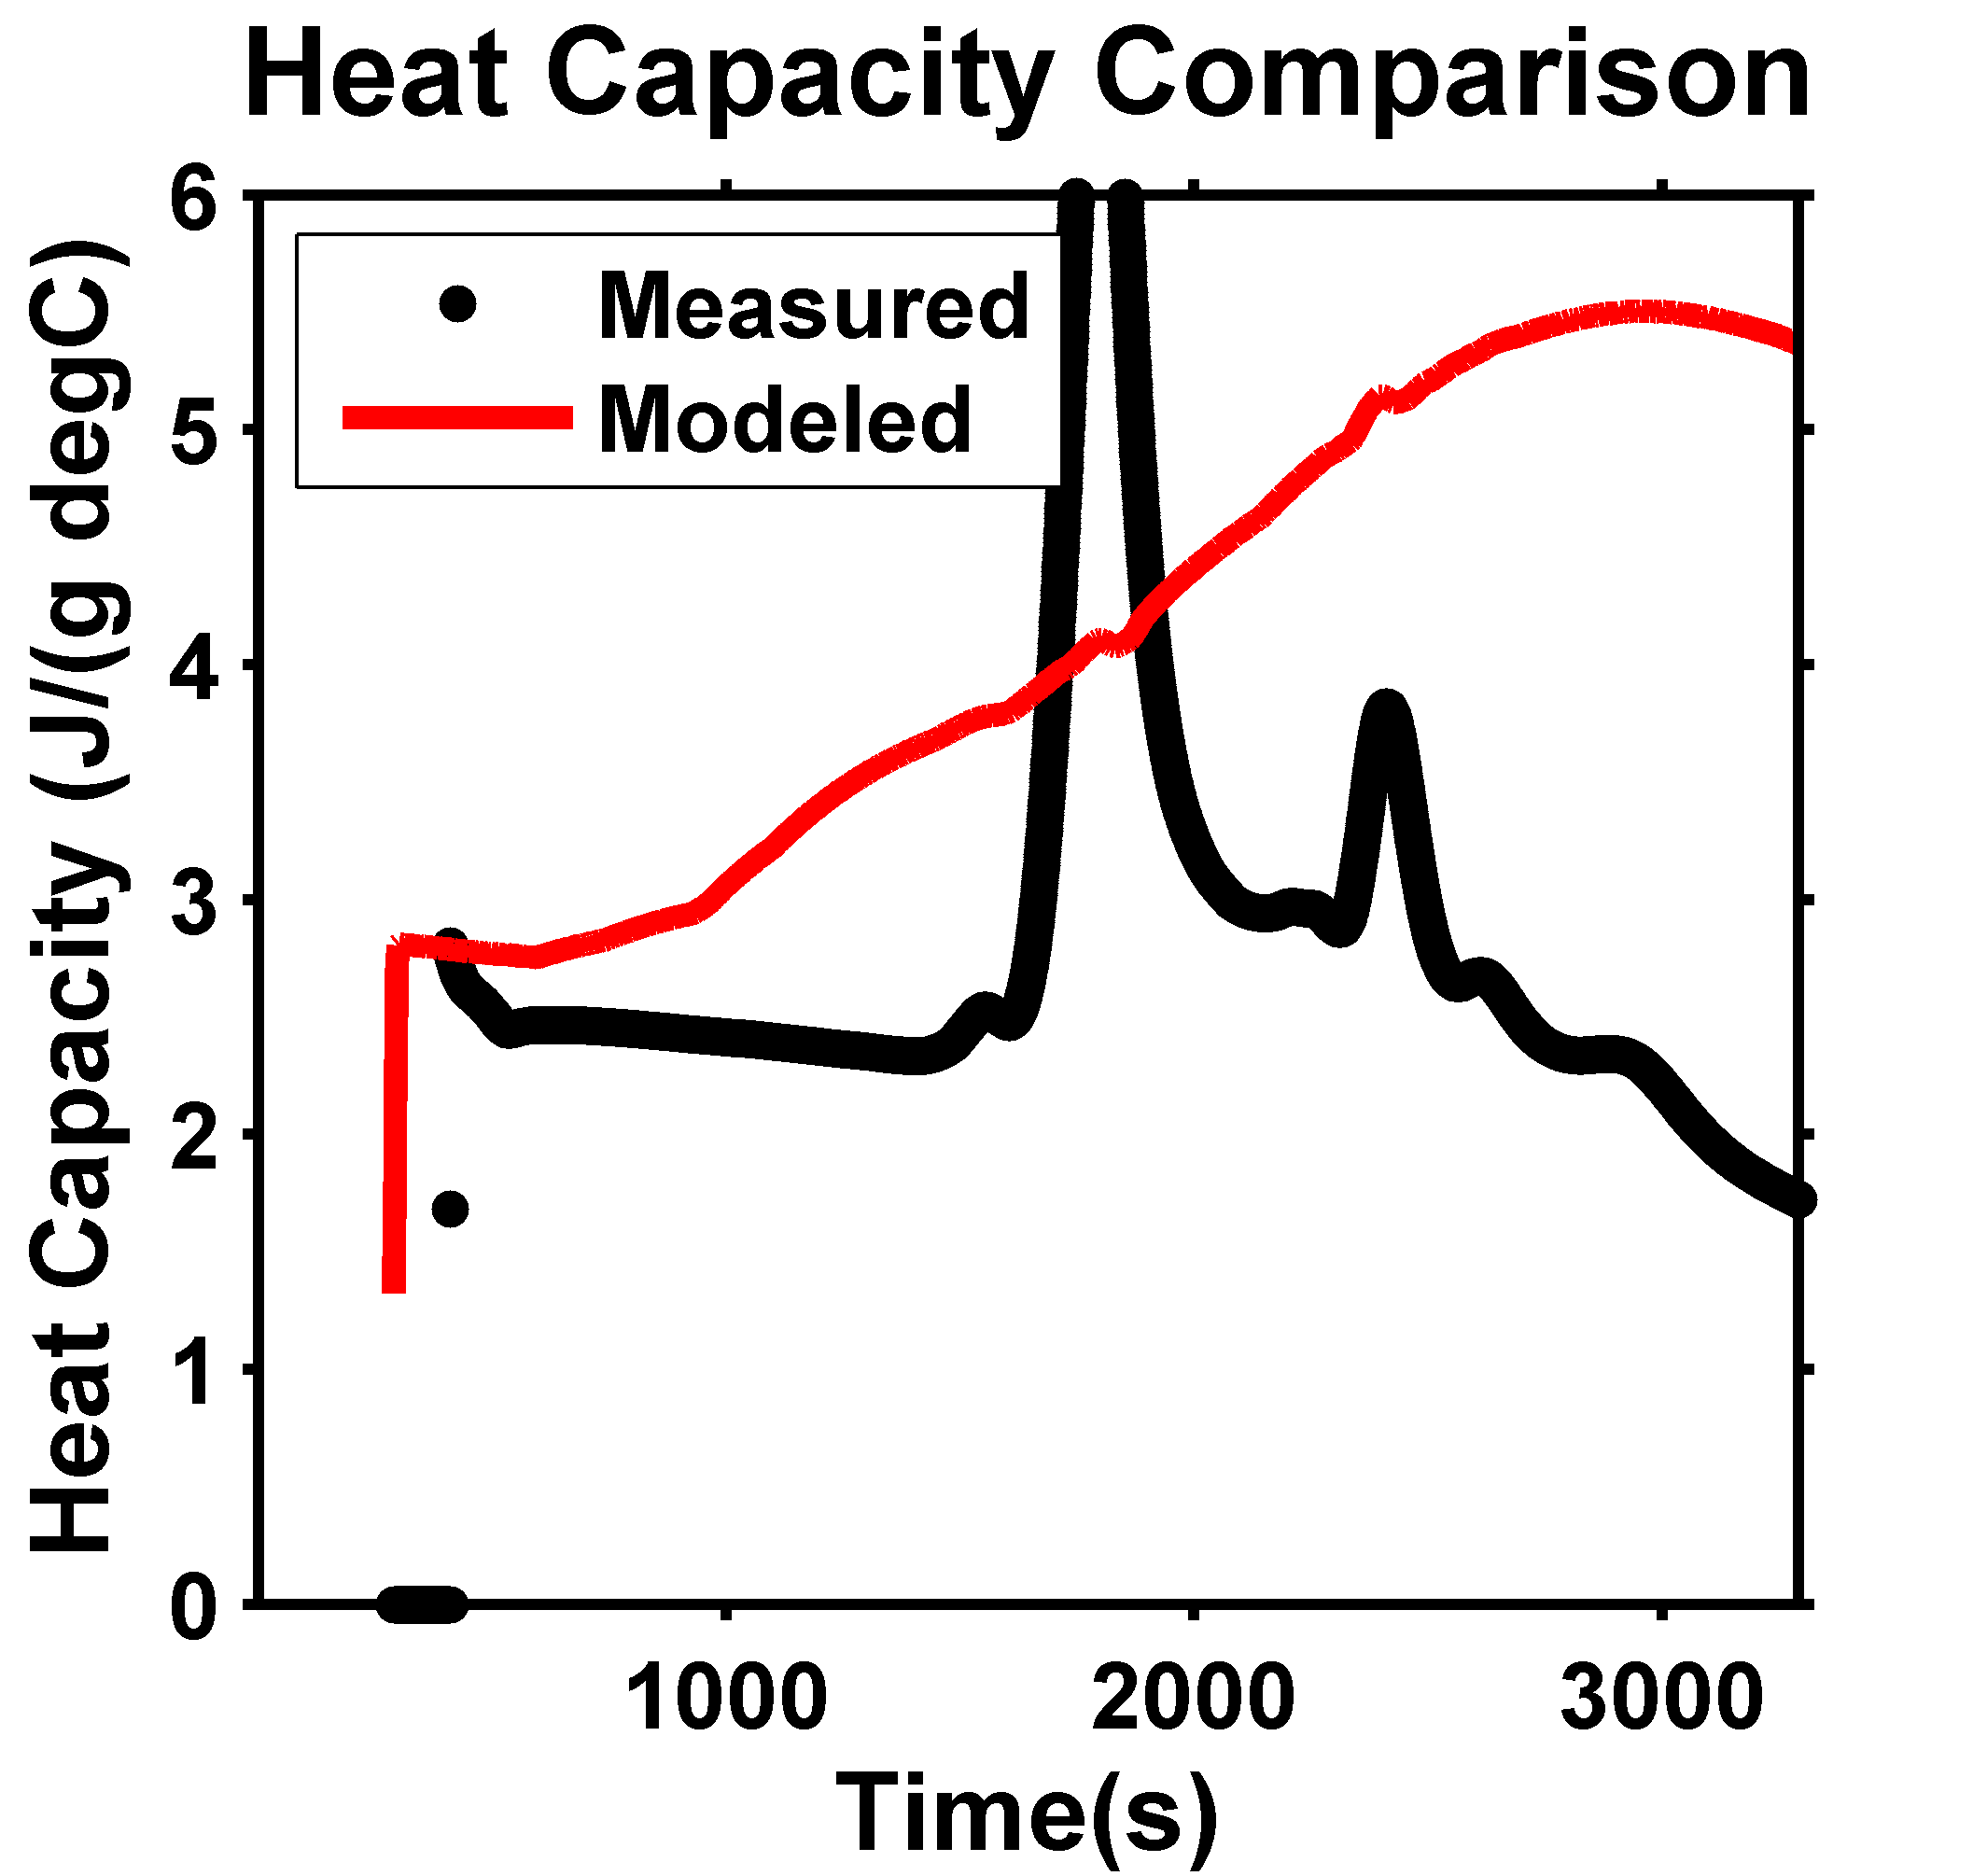 Heat Capacity Comparison
Heat Capacity (J/(g degC)
6
5
4
3
2
1
0
Measured
Modeled
1000 2000 3000
Time(s)